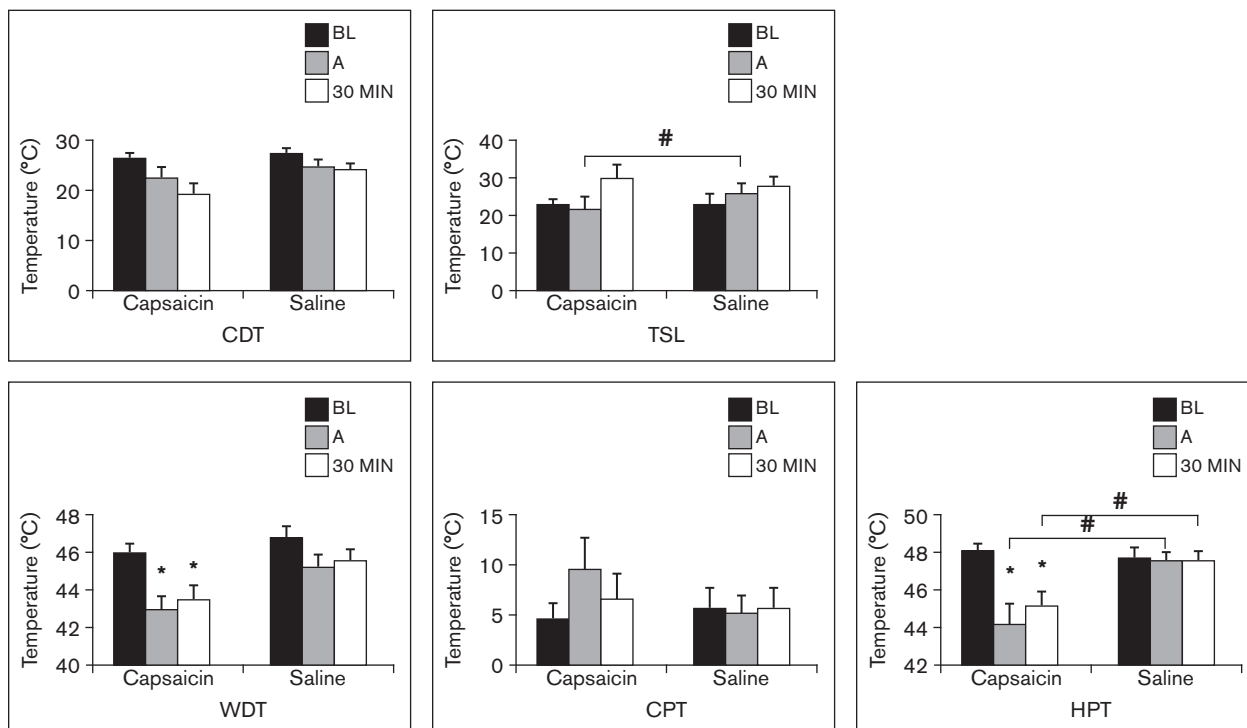 BL
A
30 MIN
Temperature (°C)
30
20
10
0
Capsaicin
Saline
CDT
BL
A
30 MIN
#
Temperature (°C)
40
30
20
10
0
Capsaicin
Saline
TSL
BL
A
30 MIN
Temperature (°C)
48
46
44
42
40
* *
Capsaicin
Saline
WDT
BL
A
30 MIN
Temperature (°C)
15
10
5
0
Capsaicin
Saline
CPT
BL
A
30 MIN
#
#
Temperature (°C)
50
48
46
44
42
* *
Capsaicin
Saline
HPT